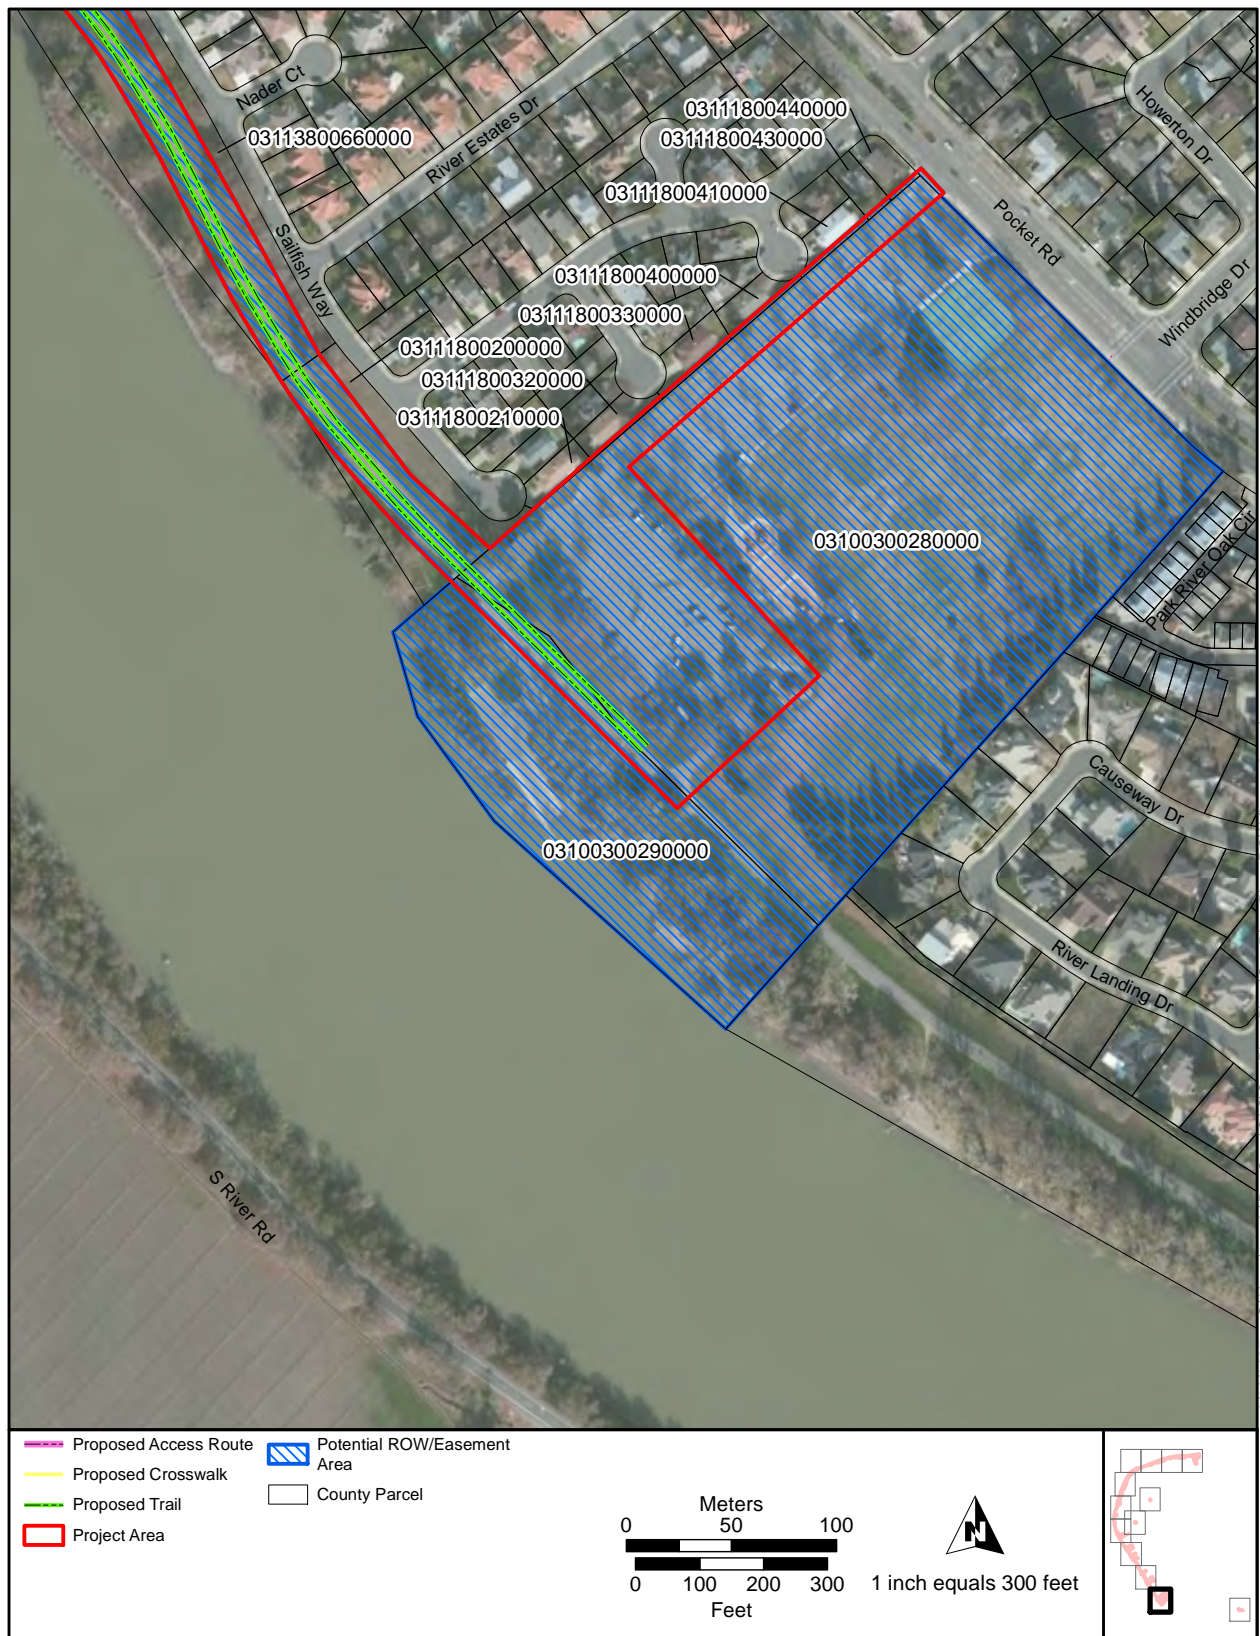 Nader Ct
03113800660000
River Estates Dr
Sailfish Way
03111800440000
03111800430000
03111800410000
03111800400000
03111800330000
03111800200000
03111800320000
03111800210000
Howerton Dr
Pocket Rd
Windbridge Dr
03100300280000
Park River Oak Ct
Causeway Dr
03100300290000
River Landing Dr
S River Rd
Proposed Access Route
Proposed Crosswalk
Proposed Trail
Project Area
Potential ROW/Easement
Area
County Parcel
Meters
0 50 100
0 100 200 300
Feet
N
1 inch equals 300 feet